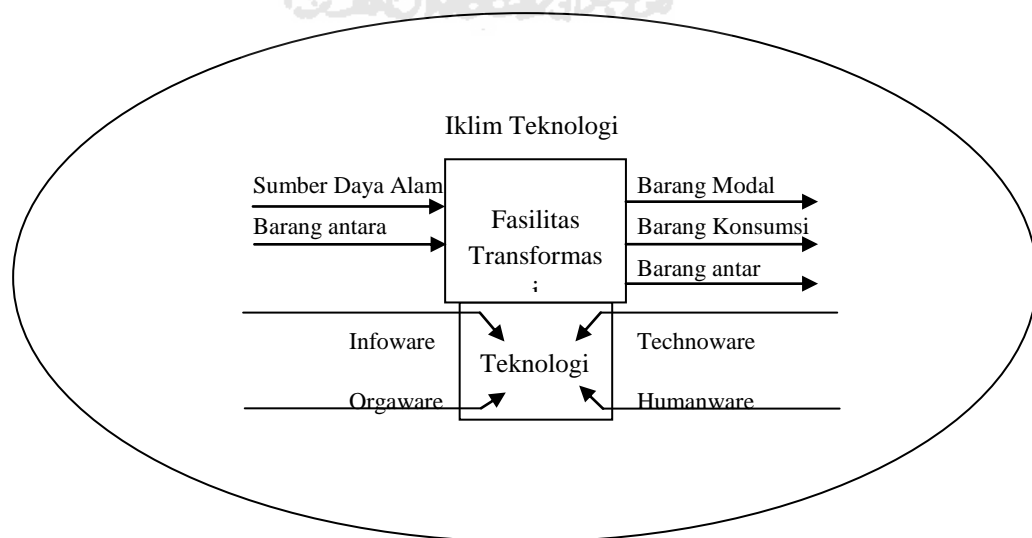 Iklim Teknologi
Sumber Daya Alam
Barang antara
Fasilitas
Transformas
i
Barang Modal
Barang Konsumsi
Barang antar
Infoware
Orgaware
Teknologi
Technoware
Humanware